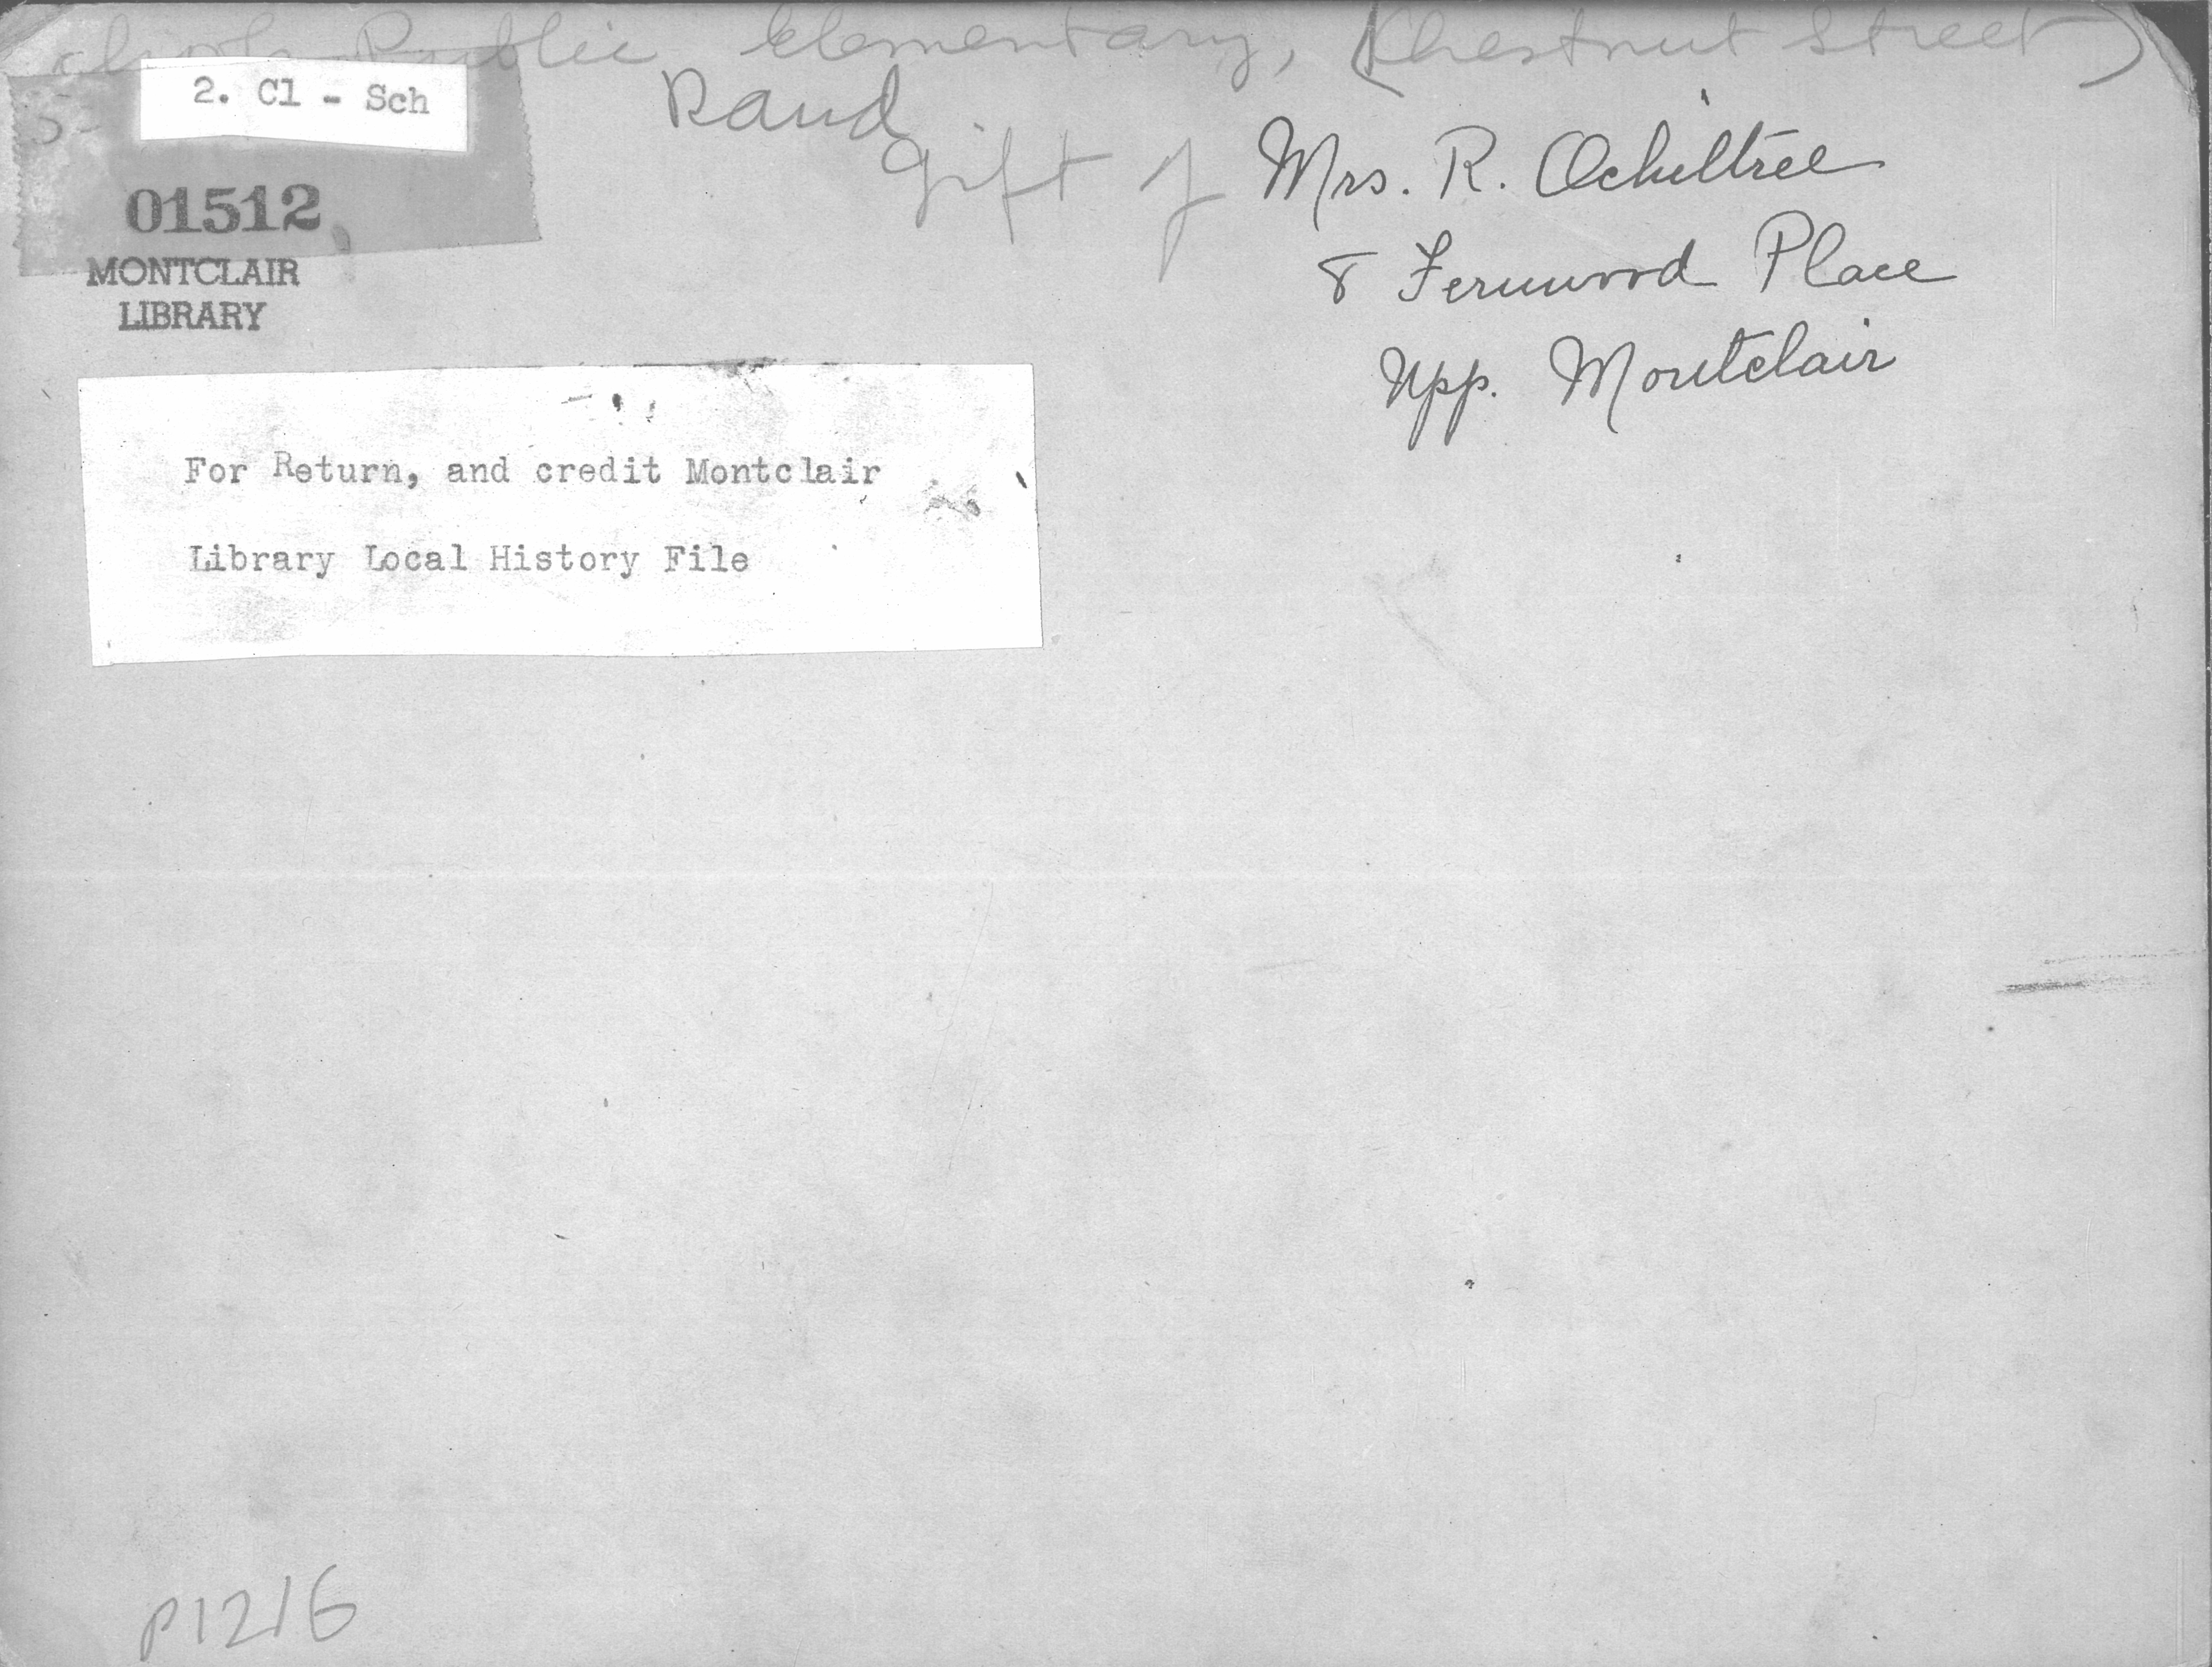 Schools Public Elementary, (Chestnut Street)
Rand
2. Cl - Sch
01512
MONTCLAIR
LIBRARY
Gift of Mrs. R. Ochiltree
8 Fernwood Place
Upp. Montclair
For Return, and credit Montclair
Library Local History File
P1216